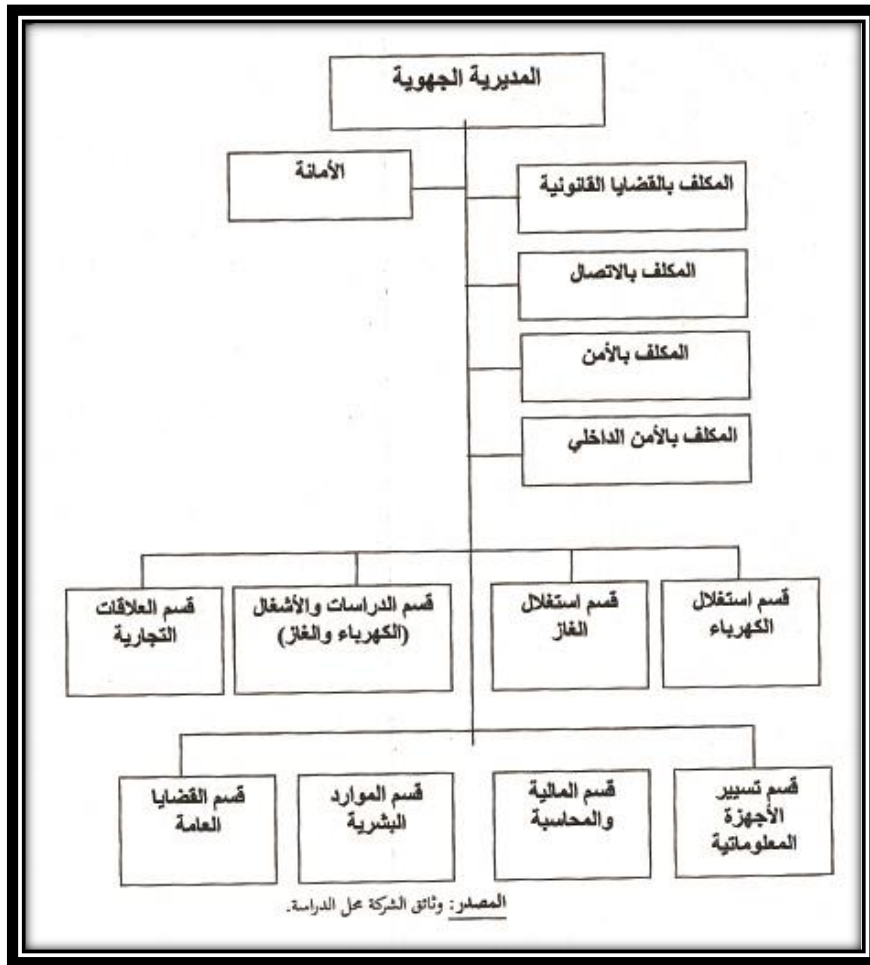 المديرية الجهوية
الأمانة
المكلف بالقضايا القانونية
المكلف بالاتصال
المكلف بالأمن
المكلف بالأمن الداخلي
قسم استغلال
الكهرباء
قسم استغلال
الغاز
قسم الدراسات والأشغال
(الكهرباء والغاز)
قسم العلاقات
التجارية
قسم تسيير
الأجهزة
المعلوماتية
قسم المالية
والمحاسبة
قسم الموارد
البشرية
قسم القضايا
العامة
المصدر: وثائق الشركة محل الدراسة.